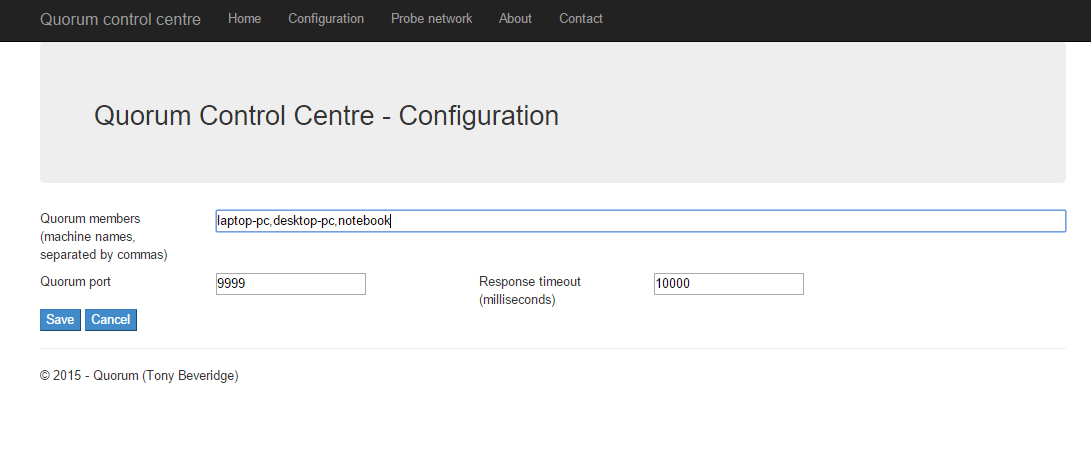 Quorum control centre Home Configuration Probe network About Contact
Quorum Control Centre - Configuration
Quorum members
(machine names,
separated by commas)
laptop-pc,desktop-pc,notebook
Quorum port
9999
Response timeout
(milliseconds)
10000
Save Cancel
© 2015 - Quorum (Tony Beveridge)